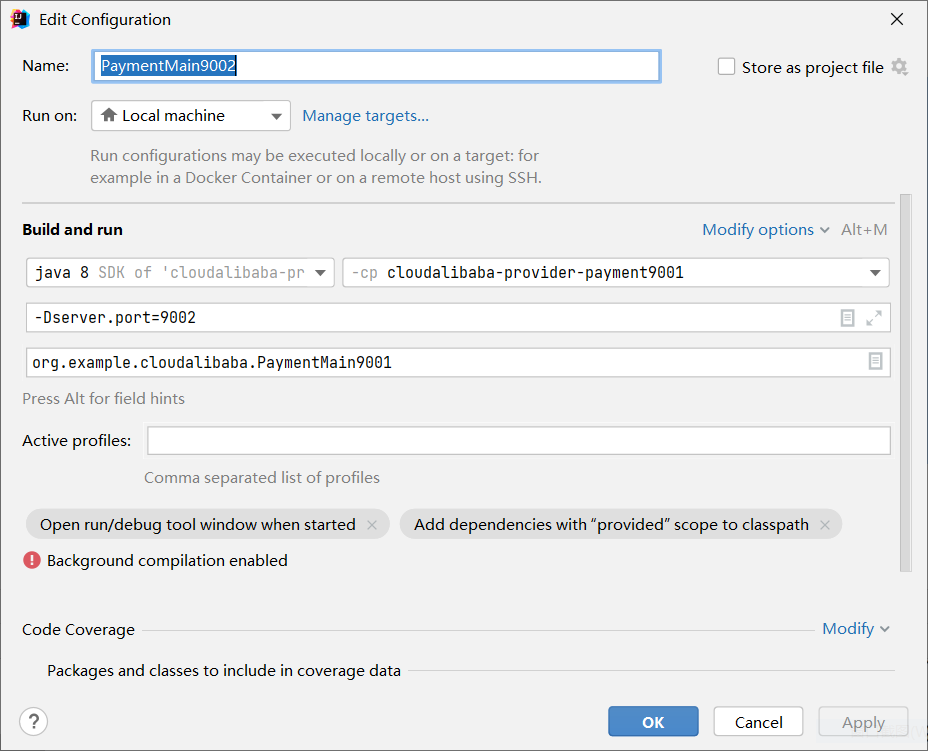 Edit Configuration
Name: PaymentMain9002 Store as project file
Run on: Local machine Manage targets...
Run configurations may be executed locally or on a target: for
example in a Docker Container or on a remote host using SSH.
Build and run Modify options Alt+M
java 8 SDK of 'cloudalibaba-pr -cp cloudalibaba-provider-payment9001
-Dserver.port=9002
org.example.cloudalibaba.PaymentMain9001
Press Alt for field hints
Active profiles:
Comma separated list of profiles
Open run/debug tool window when started Add dependencies with “provided” scope to classpath
Background compilation enabled
Code Coverage Modify
Packages and classes to include in coverage data
? OK Cancel Apply